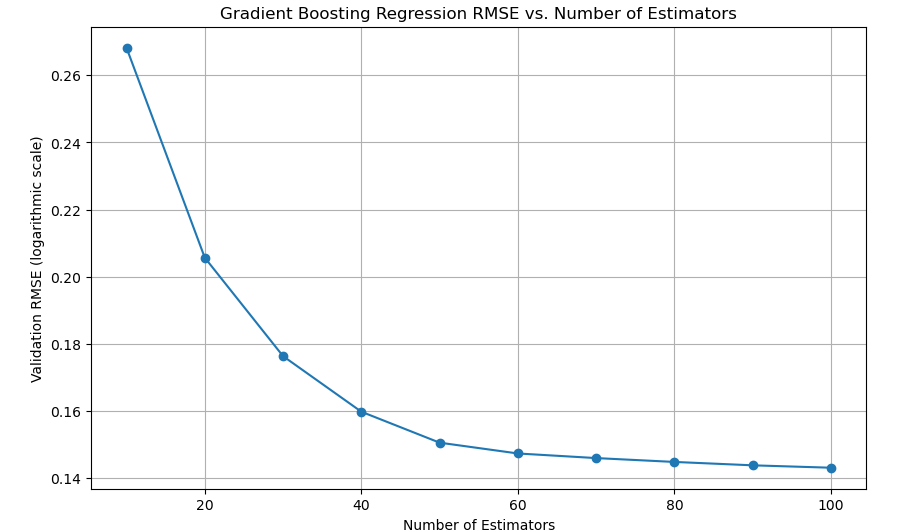 Gradient Boosting Regression RMSE vs. Number of Estimators
Validation RMSE (logarithmic scale)
0.26
0.24
0.22
0.20
0.18
0.16
0.14
20 40 60 80 100
Number of Estimators